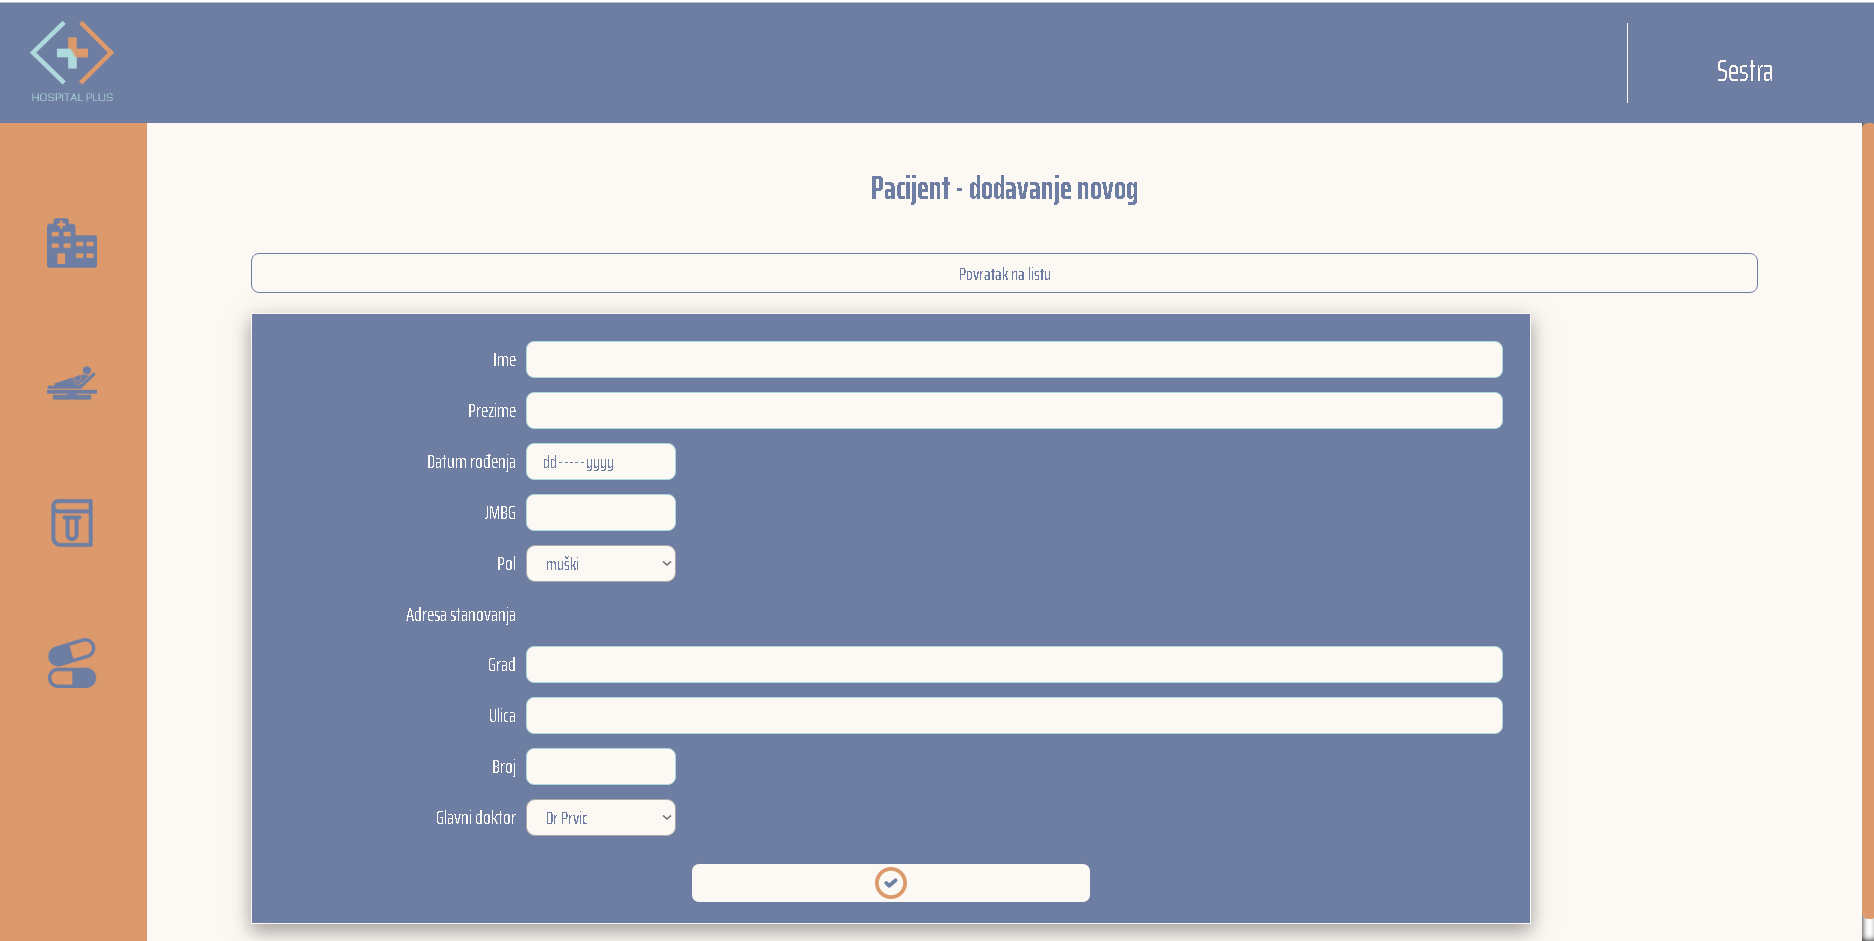 HOSPITAL PLUS
Sestra
Pacijent - dodavanje novog
Povratak na listu
Ime
Prezime
Datum rođenja dd-----yyyy
JMBG
Pol muški
Adresa stanovanja
Grad
Ulica
Broj
Glavni doktor Dr Prvic